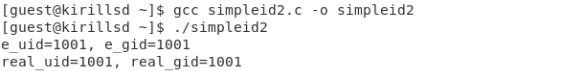 [guest@kirillsd ~]$ gcc simpleid2.c -o simpleid2
[guest@kirillsd ~]$ ./simpleid2
e_uid=1001, e_gid=1001
real_uid=1001, real_gid=1001